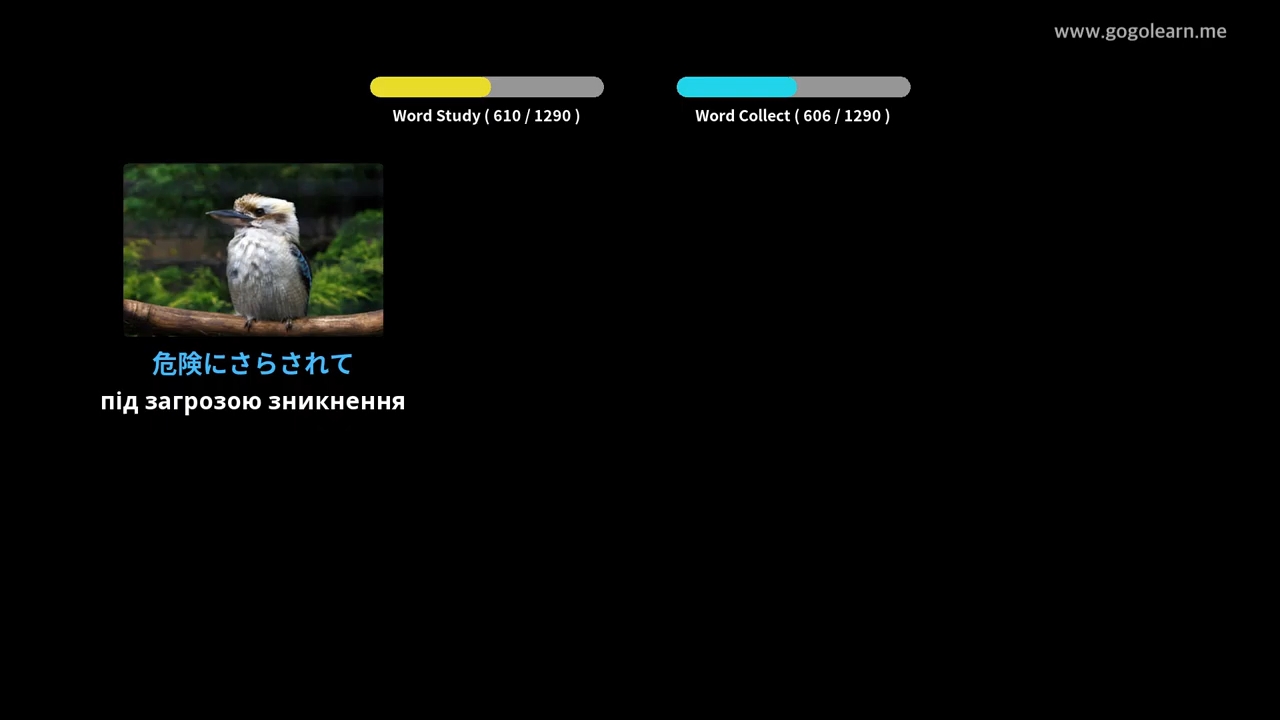 www.gogolearn.me
Word Study ( 610 / 1290 )
Word Collect ( 606 / 1290 )
危険にさらされて
під загрозою зникнення